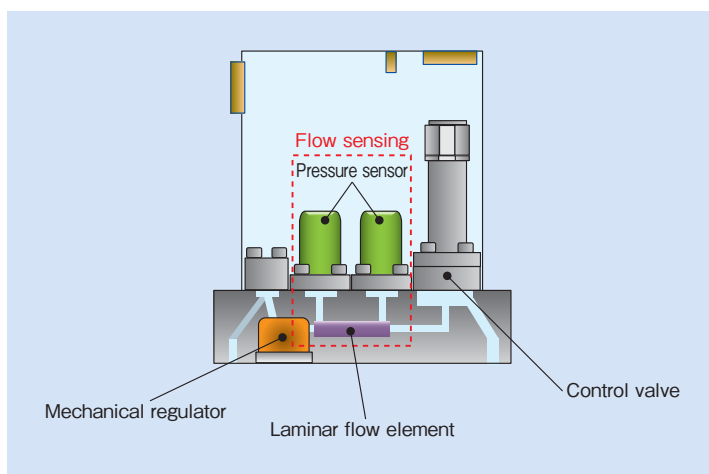 Flow sensing
Pressure sensor
Control valve
Mechanical regulator
Laminar flow element